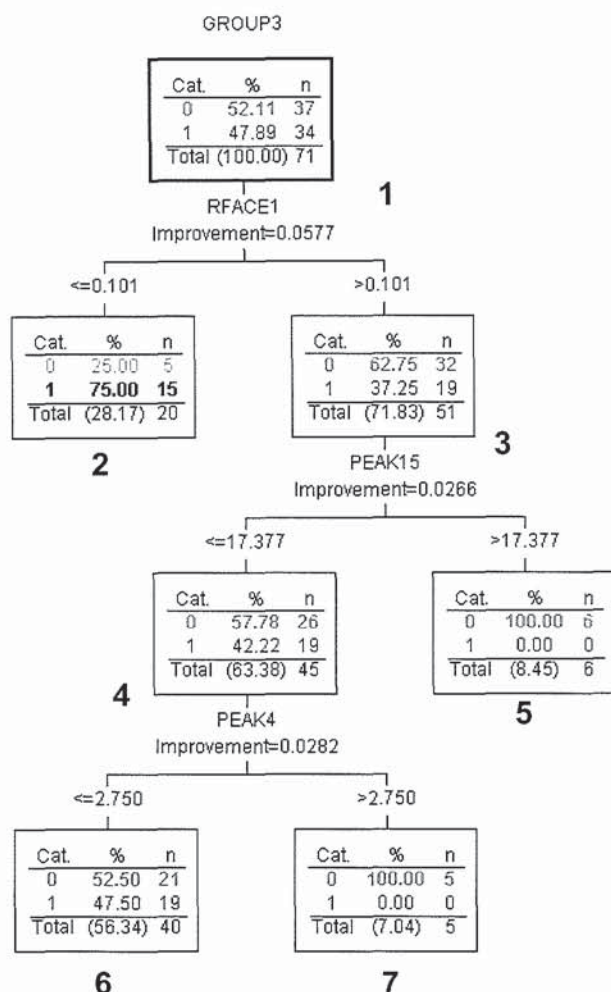 GROUP3
Cat. % n
0 52.11 37
1 47.89 34
Total (100.00) 71
1
RFACE1
Improvement=0.0577
<=0.101 >0.101
Cat. % n
0 25.00 5
1 75.00 15
Total (28.17) 20
2
Cat. % n
0 62.75 32
1 37.25 19
Total (71.83) 51
3
PEAK15
Improvement=0.0266
<=17.377 >17.377
Cat. % n
0 57.78 26
1 42.22 19
Total (63.38) 45
4
Cat. % n
0 100.00 6
1 0.00 0
Total (8.45) 6
5
PEAK4
Improvement=0.0282
<=2.750 >2.750
Cat. % n
0 52.50 21
1 47.50 19
Total (56.34) 40
6
Cat. % n
0 100.00 5
1 0.00 0
Total (7.04) 5
7